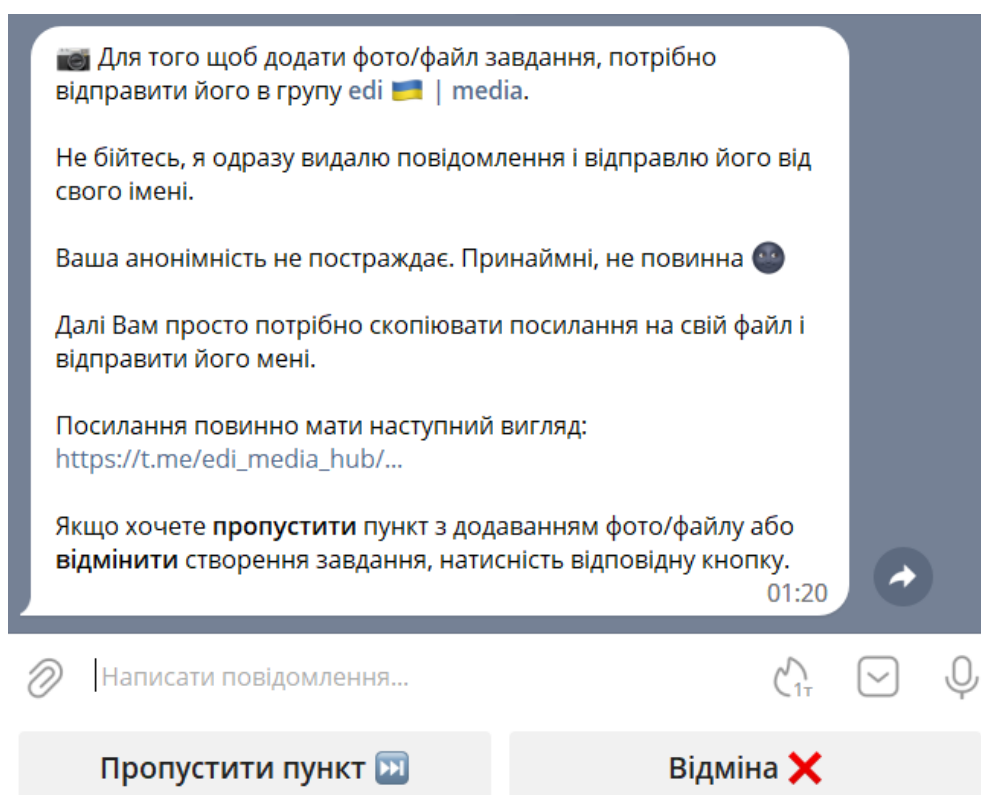 📷 Для того щоб додати фото/файл завдання, потрібно
відправити його в групу edi 🇺🇦 | media.
Не бійтесь, я одразу видалю повідомлення і відправлю його від
свого імені.
Ваша анонімність не постраждає. Принаймні, не повинна 🌚
Далі Вам просто потрібно скопіювати посилання на свій файл і
відправити його мені.
Посилання повинно мати наступний вигляд:
https://t.me/edi_media_hub/...
Якщо хочете пропустити пункт з додаванням фото/файлу або
відмінити створення завдання, натисність відповідну кнопку.
01:20
Написати повідомлення...
1т
Пропустити пункт ⏭
Відміна ❌